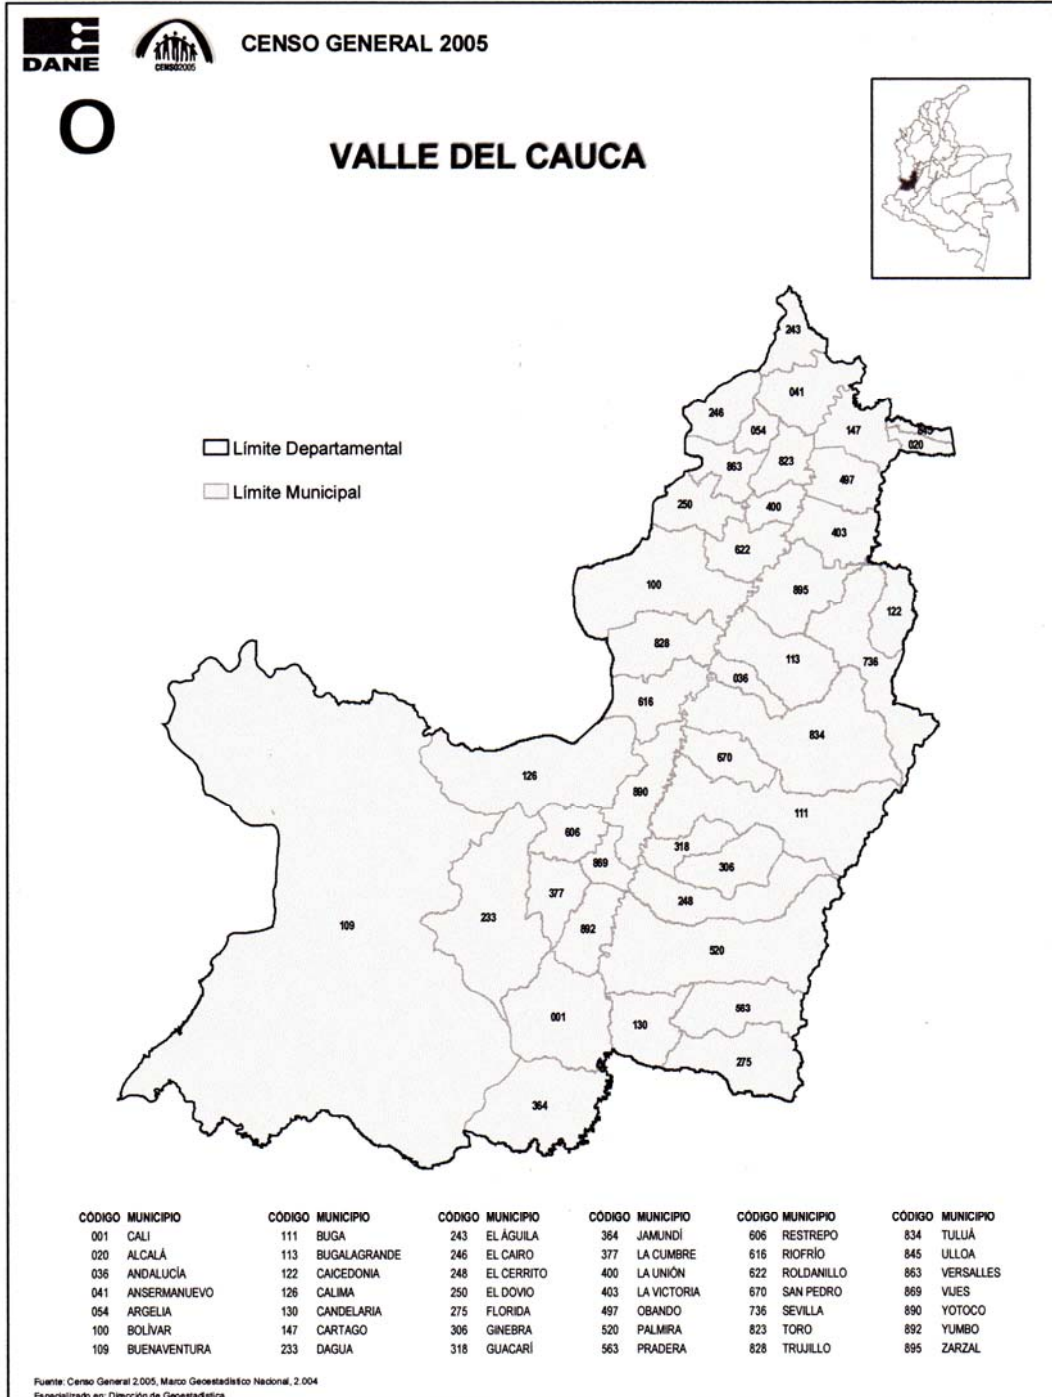 DANE
CENSO2005
CENSO GENERAL 2005
O
VALLE DEL CAUCA
Límite Departamental
Límite Municipal
243
041
246
054
147
845
020
863
823
497
250
400
403
622
100
895
122
828
113
736
036
616
834
670
126
890
111
606
318
869
306
377
248
233
109
892
520
001
130
563
275
364
CÓDIGO MUNICIPIO
001 CALI
020 ALCALÁ
036 ANDALUCÍA
041 ANSERMANUEVO
054 ARGELIA
100 BOLÍVAR
109 BUENAVENTURA
CÓDIGO MUNICIPIO
111 BUGA
113 BUGALAGRANDE
122 CAICEDONIA
126 CALIMA
130 CANDELARIA
147 CARTAGO
233 DAGUA
CÓDIGO MUNICIPIO
243 EL ÁGUILA
246 EL CAIRO
248 EL CERRITO
250 EL DOVIO
275 FLORIDA
306 GINEBRA
318 GUACARÍ
CÓDIGO MUNICIPIO
364 JAMUNDÍ
377 LA CUMBRE
400 LA UNIÓN
403 LA VICTORIA
497 OBANDO
520 PALMIRA
563 PRADERA
CÓDIGO MUNICIPIO
606 RESTREPO
616 RIOFRÍO
622 ROLDANILLO
670 SAN PEDRO
736 SEVILLA
823 TORO
828 TRUJILLO
CÓDIGO MUNICIPIO
834 TULUÁ
845 ULLOA
863 VERSALLES
869 VIJES
890 YOTOCO
892 YUMBO
895 ZARZAL
Fuente: Censo General 2.005, Marco Geoestadístico Nacional, 2.004
Espacializado en: Dirección de Geoestadística